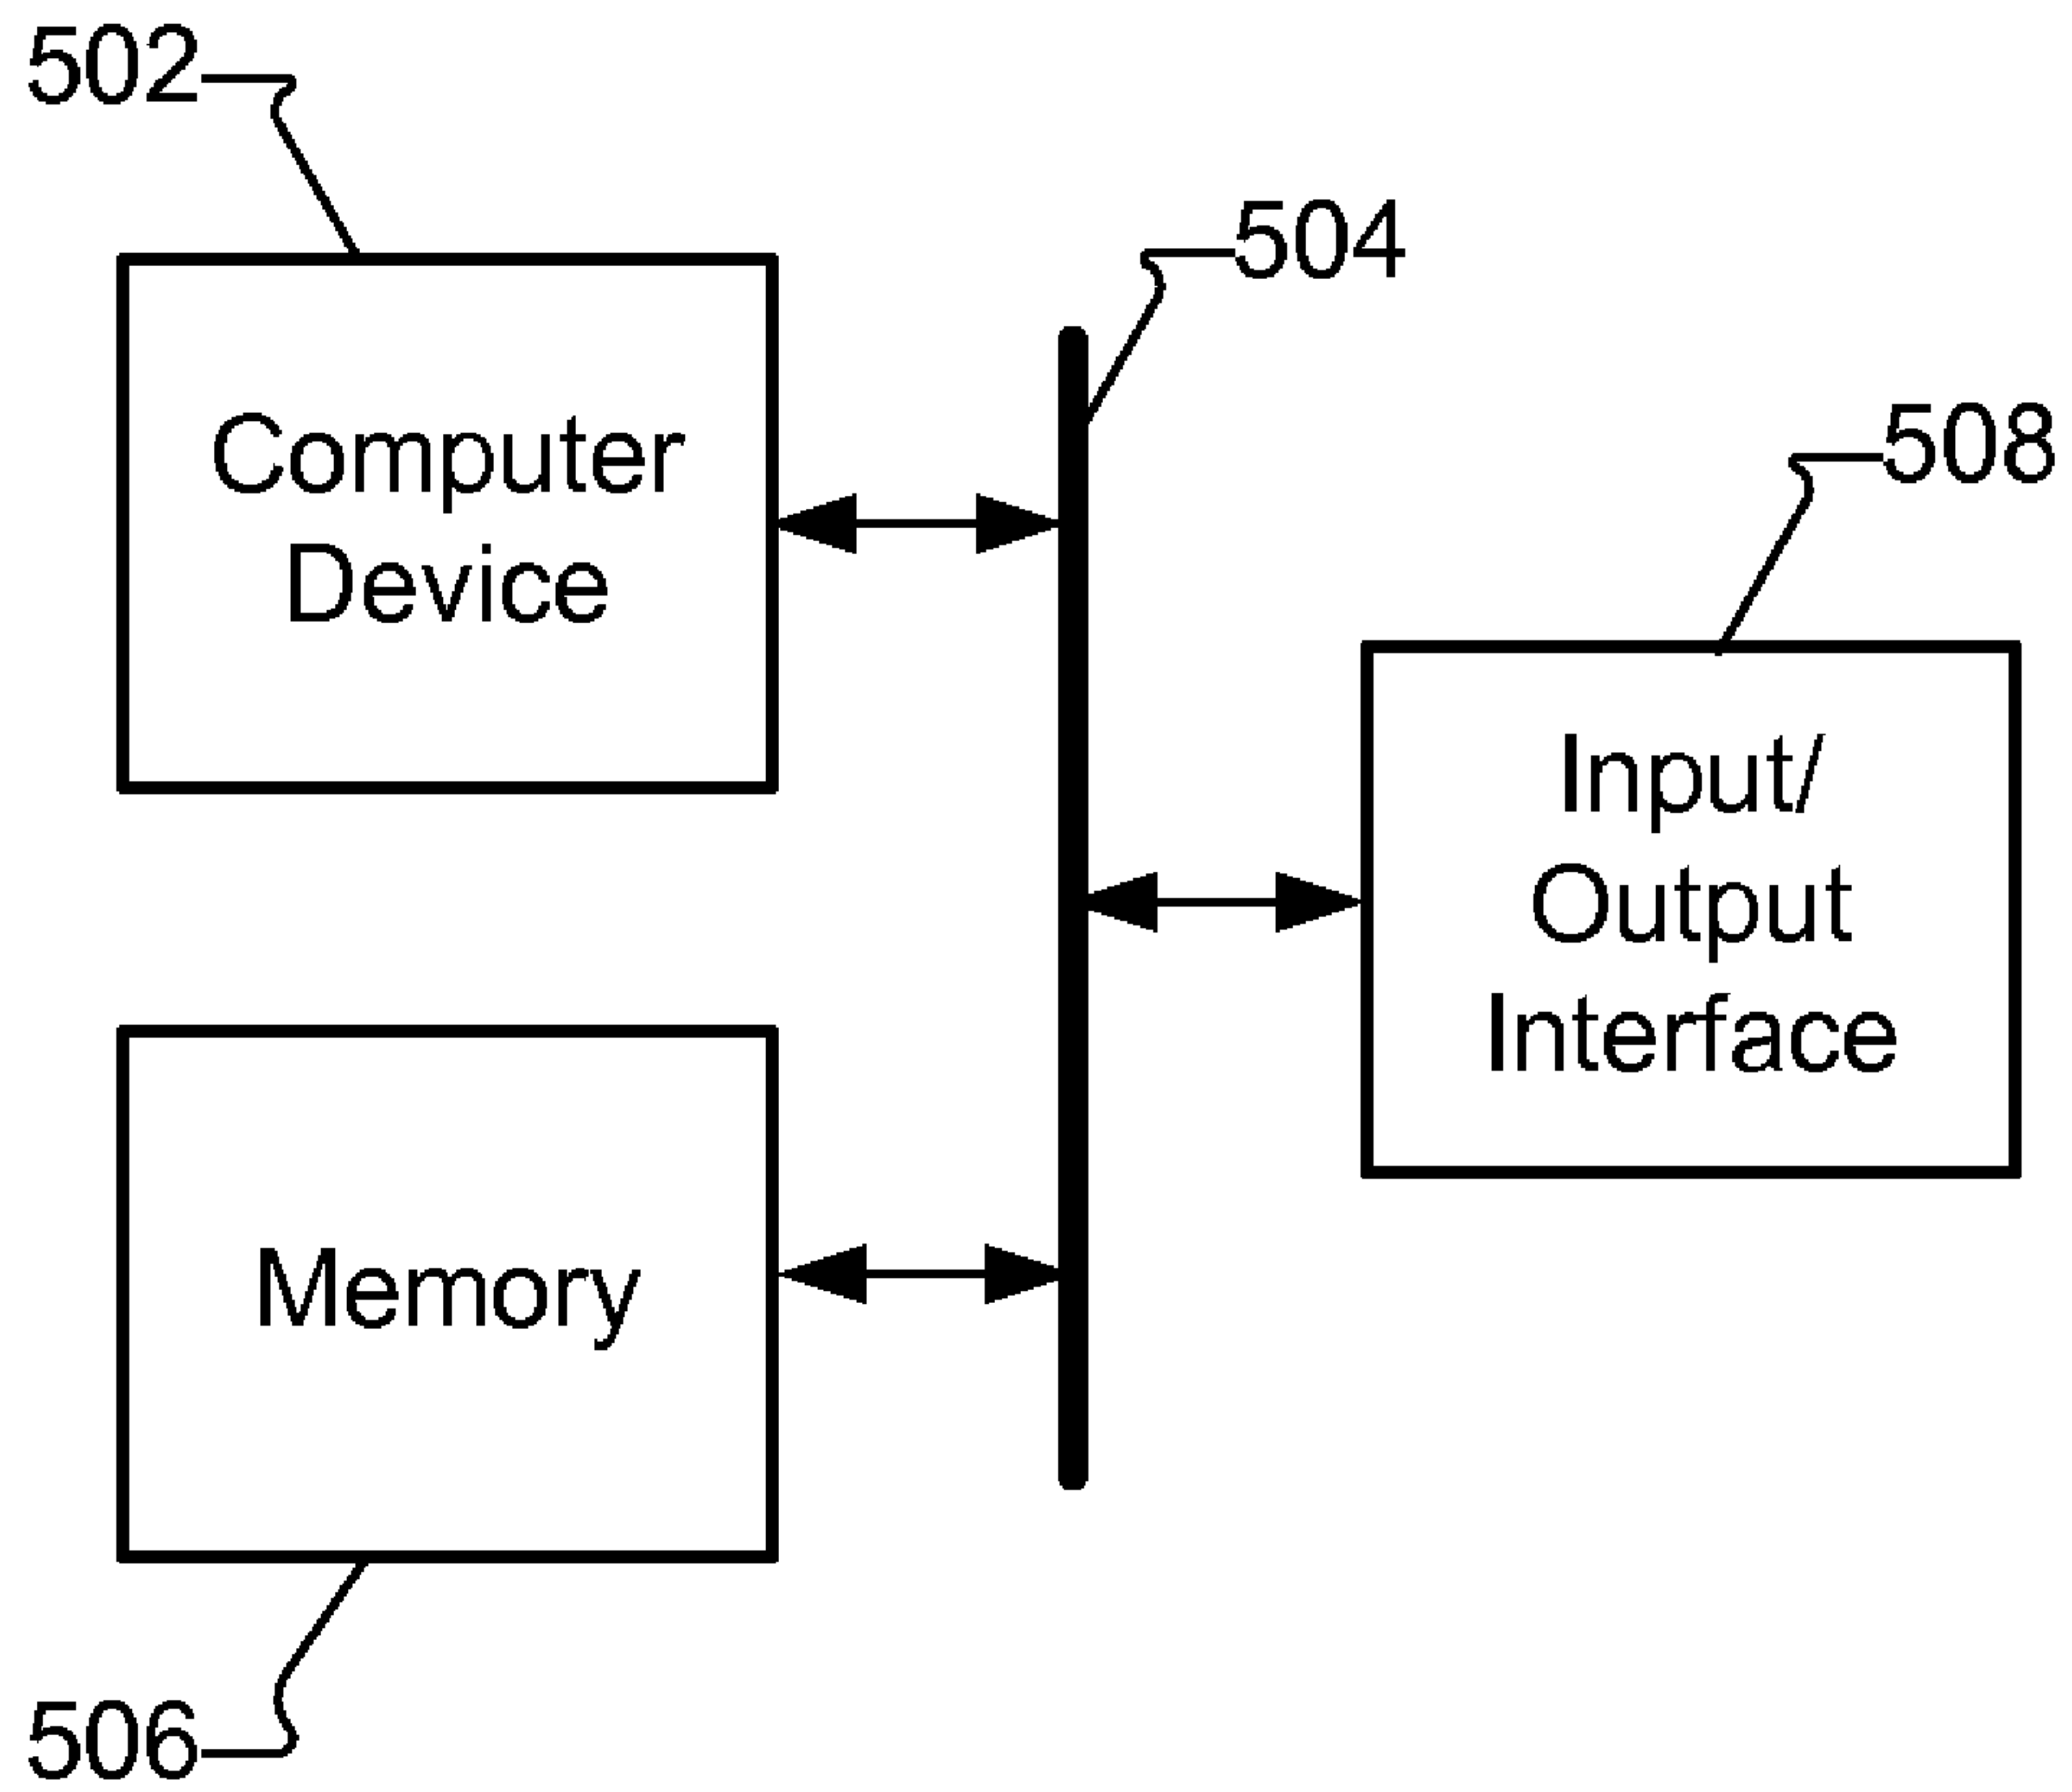 502
504
508
Computer
Device
Input/
Output
Interface
Memory
506